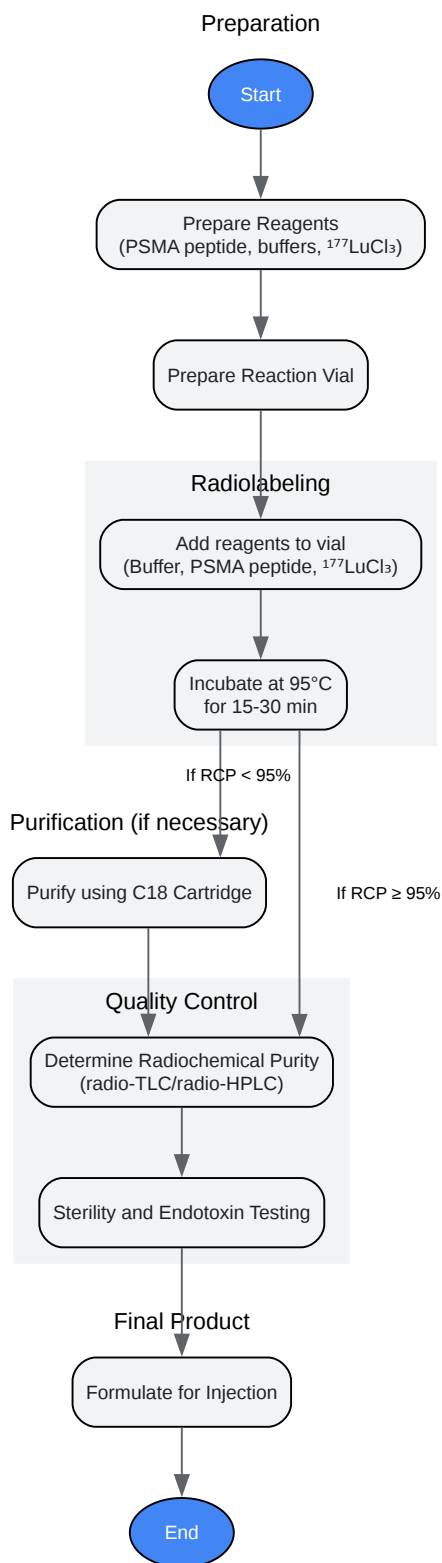 Preparation
Start
Prepare Reagents
(PSMA peptide, buffers, ¹⁷⁷LuCl₃)
Prepare Reaction Vial
Radiolabeling
Add reagents to vial
(Buffer, PSMA peptide, ¹⁷⁷LuCl₃)
Incubate at 95°C
for 15-30 min
If RCP < 95%
Purification (if necessary)
Purify using C18 Cartridge
If RCP ≥ 95%
Quality Control
Determine Radiochemical Purity
(radio-TLC/radio-HPLC)
Sterility and Endotoxin Testing
Final Product
Formulate for Injection
End